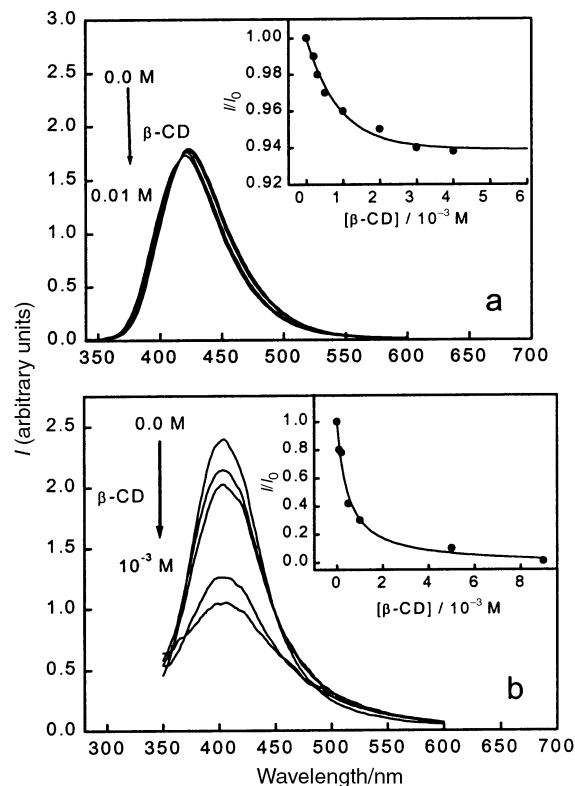 3.0
2.5
2.0
1.5
1.0
0.5
0.0
0.0 M
β-CD
0.01 M
1.00
0.98
0.96
0.94
0.92
I/I0
0 1 2 3 4 5 6
[β-CD] / 10⁻³ M
a
350 400 450 500 550 600 650 700
I (arbitrary units)
2.5
2.0
1.5
1.0
0.5
0.0
0.0 M
β-CD
10⁻³ M
1.0
0.8
0.6
0.4
0.2
0.0
I/I0
0 2 4 6 8
[β-CD] / 10⁻³ M
b
300 350 400 450 500 550 600 650 700
Wavelength/nm